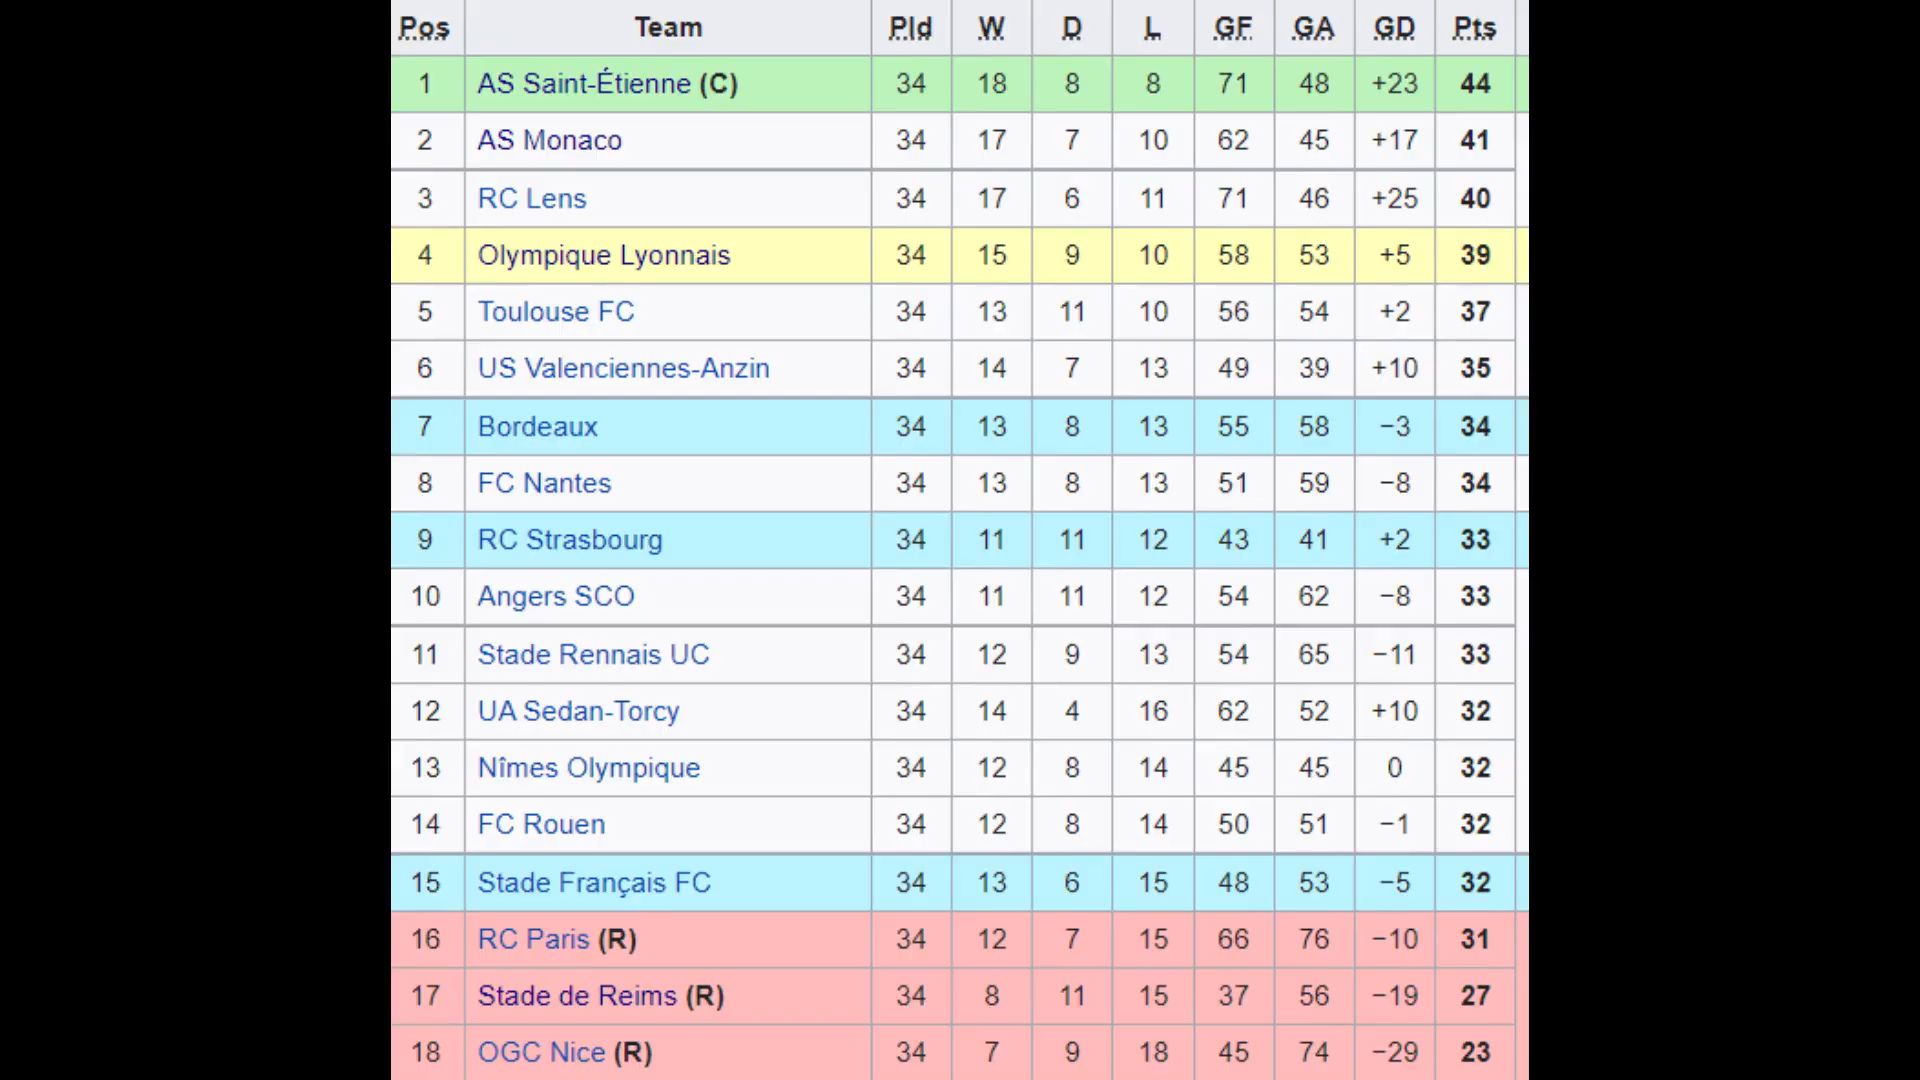 Pos Team Pld W D L GF GA GD Pts
1 AS Saint-Étienne (C) 34 18 8 8 71 48 +23 44
2 AS Monaco 34 17 7 10 62 45 +17 41
3 RC Lens 34 17 6 11 71 46 +25 40
4 Olympique Lyonnais 34 15 9 10 58 53 +5 39
5 Toulouse FC 34 13 11 10 56 54 +2 37
6 US Valenciennes-Anzin 34 14 7 13 49 39 +10 35
7 Bordeaux 34 13 8 13 55 58 −3 34
8 FC Nantes 34 13 8 13 51 59 −8 34
9 RC Strasbourg 34 11 11 12 43 41 +2 33
10 Angers SCO 34 11 11 12 54 62 −8 33
11 Stade Rennais UC 34 12 9 13 54 65 −11 33
12 UA Sedan-Torcy 34 14 4 16 62 52 +10 32
13 Nîmes Olympique 34 12 8 14 45 45 0 32
14 FC Rouen 34 12 8 14 50 51 −1 32
15 Stade Français FC 34 13 6 15 48 53 −5 32
16 RC Paris (R) 34 12 7 15 66 76 −10 31
17 Stade de Reims (R) 34 8 11 15 37 56 −19 27
18 OGC Nice (R) 34 7 9 18 45 74 −29 23